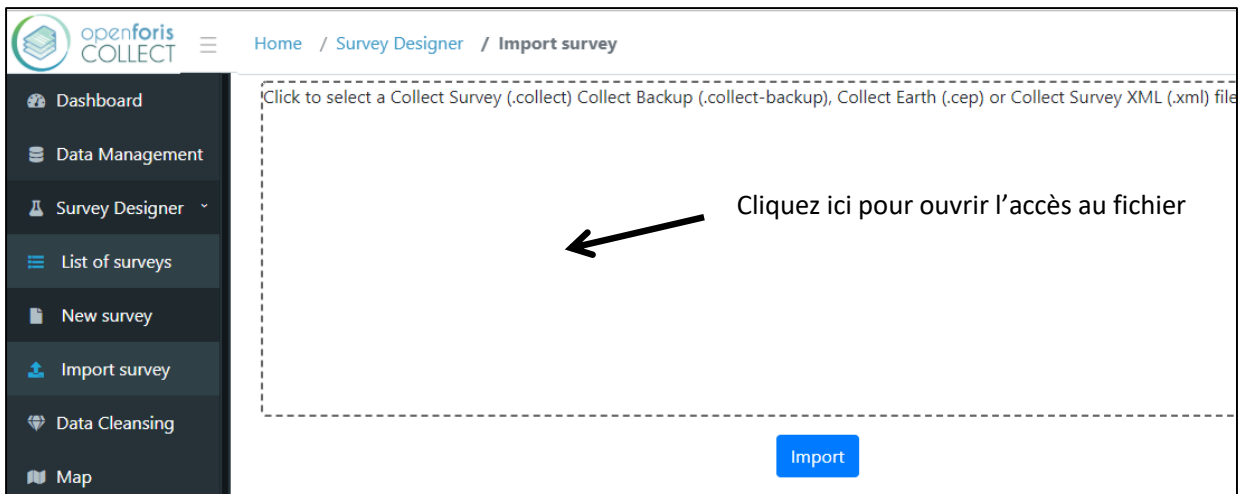 openforis
COLLECT
Home / Survey Designer / Import survey
Dashboard
Data Management
Survey Designer
List of surveys
New survey
Import survey
Data Cleansing
Map
Click to select a Collect Survey (.collect) Collect Backup (.collect-backup), Collect Earth (.cep) or Collect Survey XML (.xml) file
Cliquez ici pour ouvrir l’accès au fichier
Import